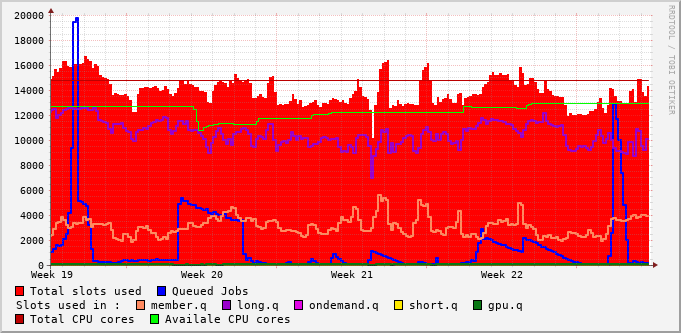 20000
18000
16000
14000
12000
10000
8000
6000
4000
2000
0
Week 19 Week 20 Week 21 Week 22
Total slots used Queued Jobs
Slots used in : member.q long.q ondemand.q short.q gpu.q
Total CPU cores Availale CPU cores
RRDTOOL / TOBI OETIKER